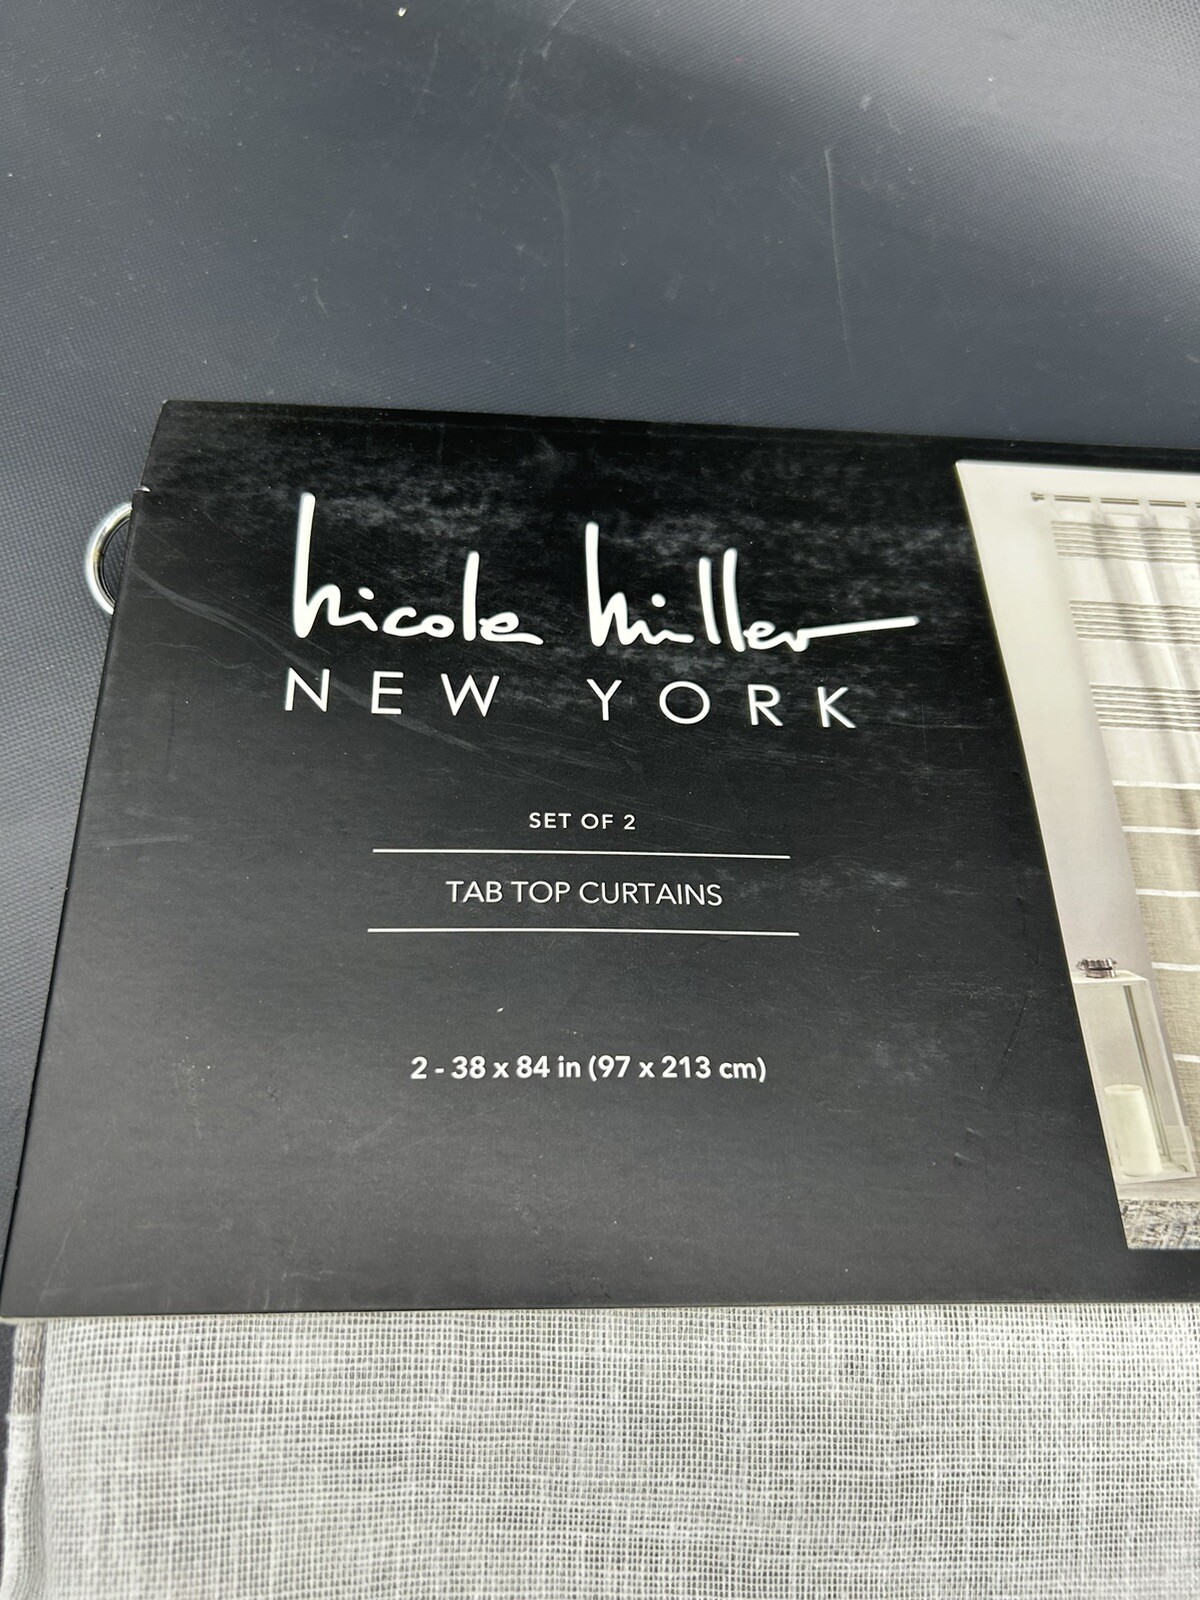 nicole miller
NEW YORK
SET OF 2
TAB TOP CURTAINS
2 - 38 x 84 in (97 x 213 cm)